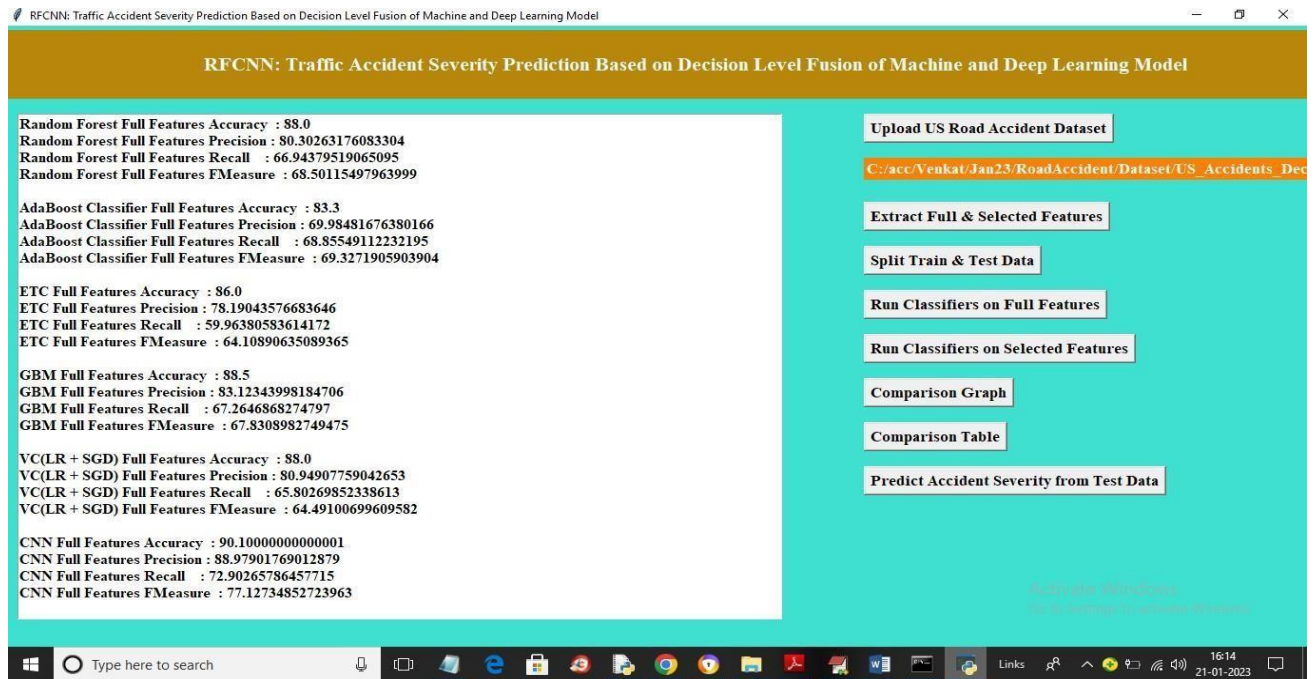 RFCNN: Traffic Accident Severity Prediction Based on Decision Level Fusion of Machine and Deep Learning Model
RFCNN: Traffic Accident Severity Prediction Based on Decision Level Fusion of Machine and Deep Learning Model
Random Forest Full Features Accuracy : 88.0
Random Forest Full Features Precision : 80.30263176083304
Random Forest Full Features Recall : 66.94379519065095
Random Forest Full Features FMeasure : 68.50115497963999
AdaBoost Classifier Full Features Accuracy : 83.3
AdaBoost Classifier Full Features Precision : 69.98481676380166
AdaBoost Classifier Full Features Recall : 68.85549112232195
AdaBoost Classifier Full Features FMeasure : 69.3271905903904
ETC Full Features Accuracy : 86.0
ETC Full Features Precision : 78.19043576683646
ETC Full Features Recall : 59.96380583614172
ETC Full Features FMeasure : 64.10890635089365
GBM Full Features Accuracy : 88.5
GBM Full Features Precision : 83.12343998184706
GBM Full Features Recall : 67.2646868274797
GBM Full Features FMeasure : 67.8308982749475
VC(LR + SGD) Full Features Accuracy : 88.0
VC(LR + SGD) Full Features Precision : 80.94907759042653
VC(LR + SGD) Full Features Recall : 65.80269852338613
VC(LR + SGD) Full Features FMeasure : 64.49100699609582
CNN Full Features Accuracy : 90.10000000000001
CNN Full Features Precision : 88.97901769012879
CNN Full Features Recall : 72.90265786457715
CNN Full Features FMeasure : 77.12734852723963
Upload US Road Accident Dataset
C:/acc/Venkat/Jan23/RoadAccident/Dataset/US_Accidents_Dec
Extract Full & Selected Features
Split Train & Test Data
Run Classifiers on Full Features
Run Classifiers on Selected Features
Comparison Graph
Comparison Table
Predict Accident Severity from Test Data
Activate Windows
Go to Settings to activate Windows.
Type here to search
Links
16:14
21-01-2023